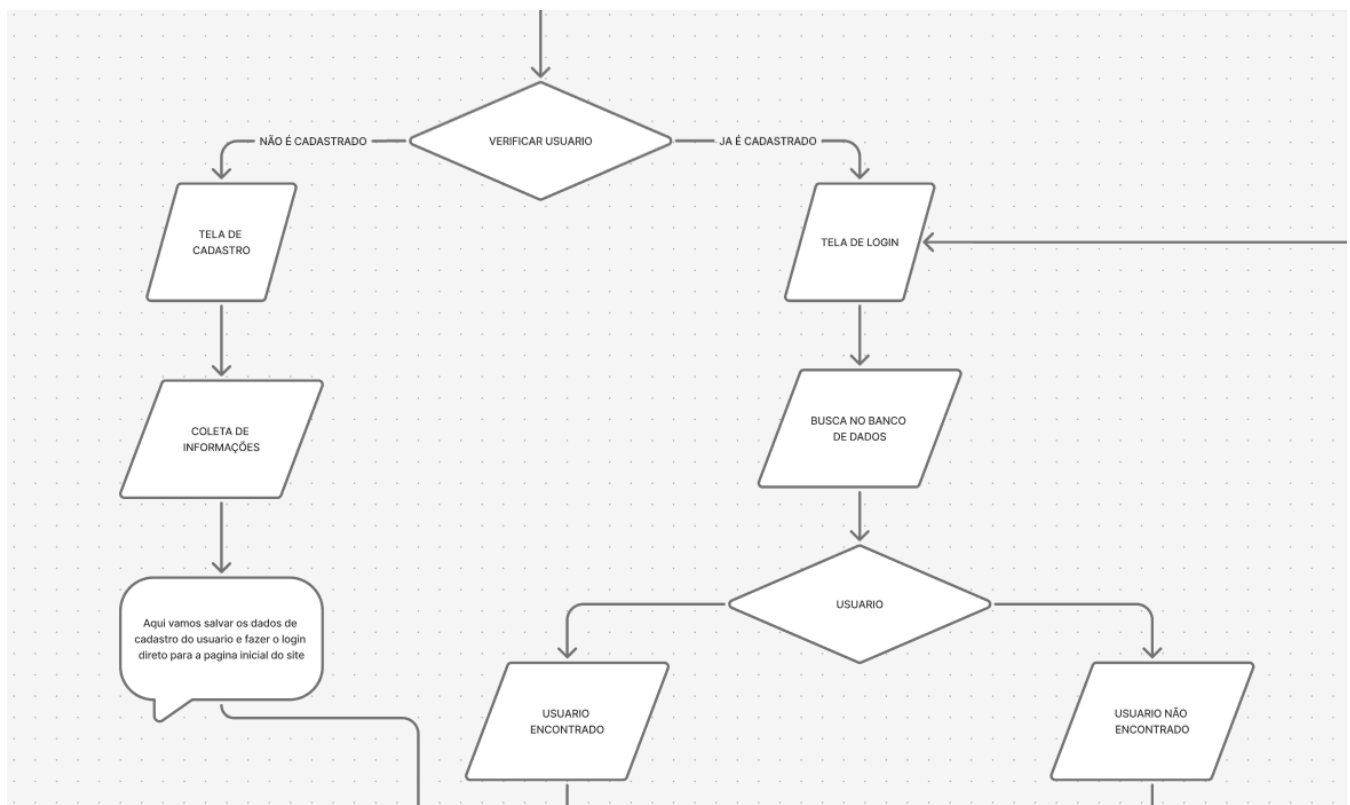 VERIFICAR USUARIO
NÃO É CADASTRADO
JA É CADASTRADO
TELA DE
CADASTRO
TELA DE LOGIN
COLETA DE
INFORMAÇÕES
BUSCA NO BANCO
DE DADOS
Aqui vamos salvar os dados de
cadastro do usuario e fazer o login
direto para a pagina inicial do site
USUARIO
USUARIO
ENCONTRADO
USUARIO NÃO
ENCONTRADO